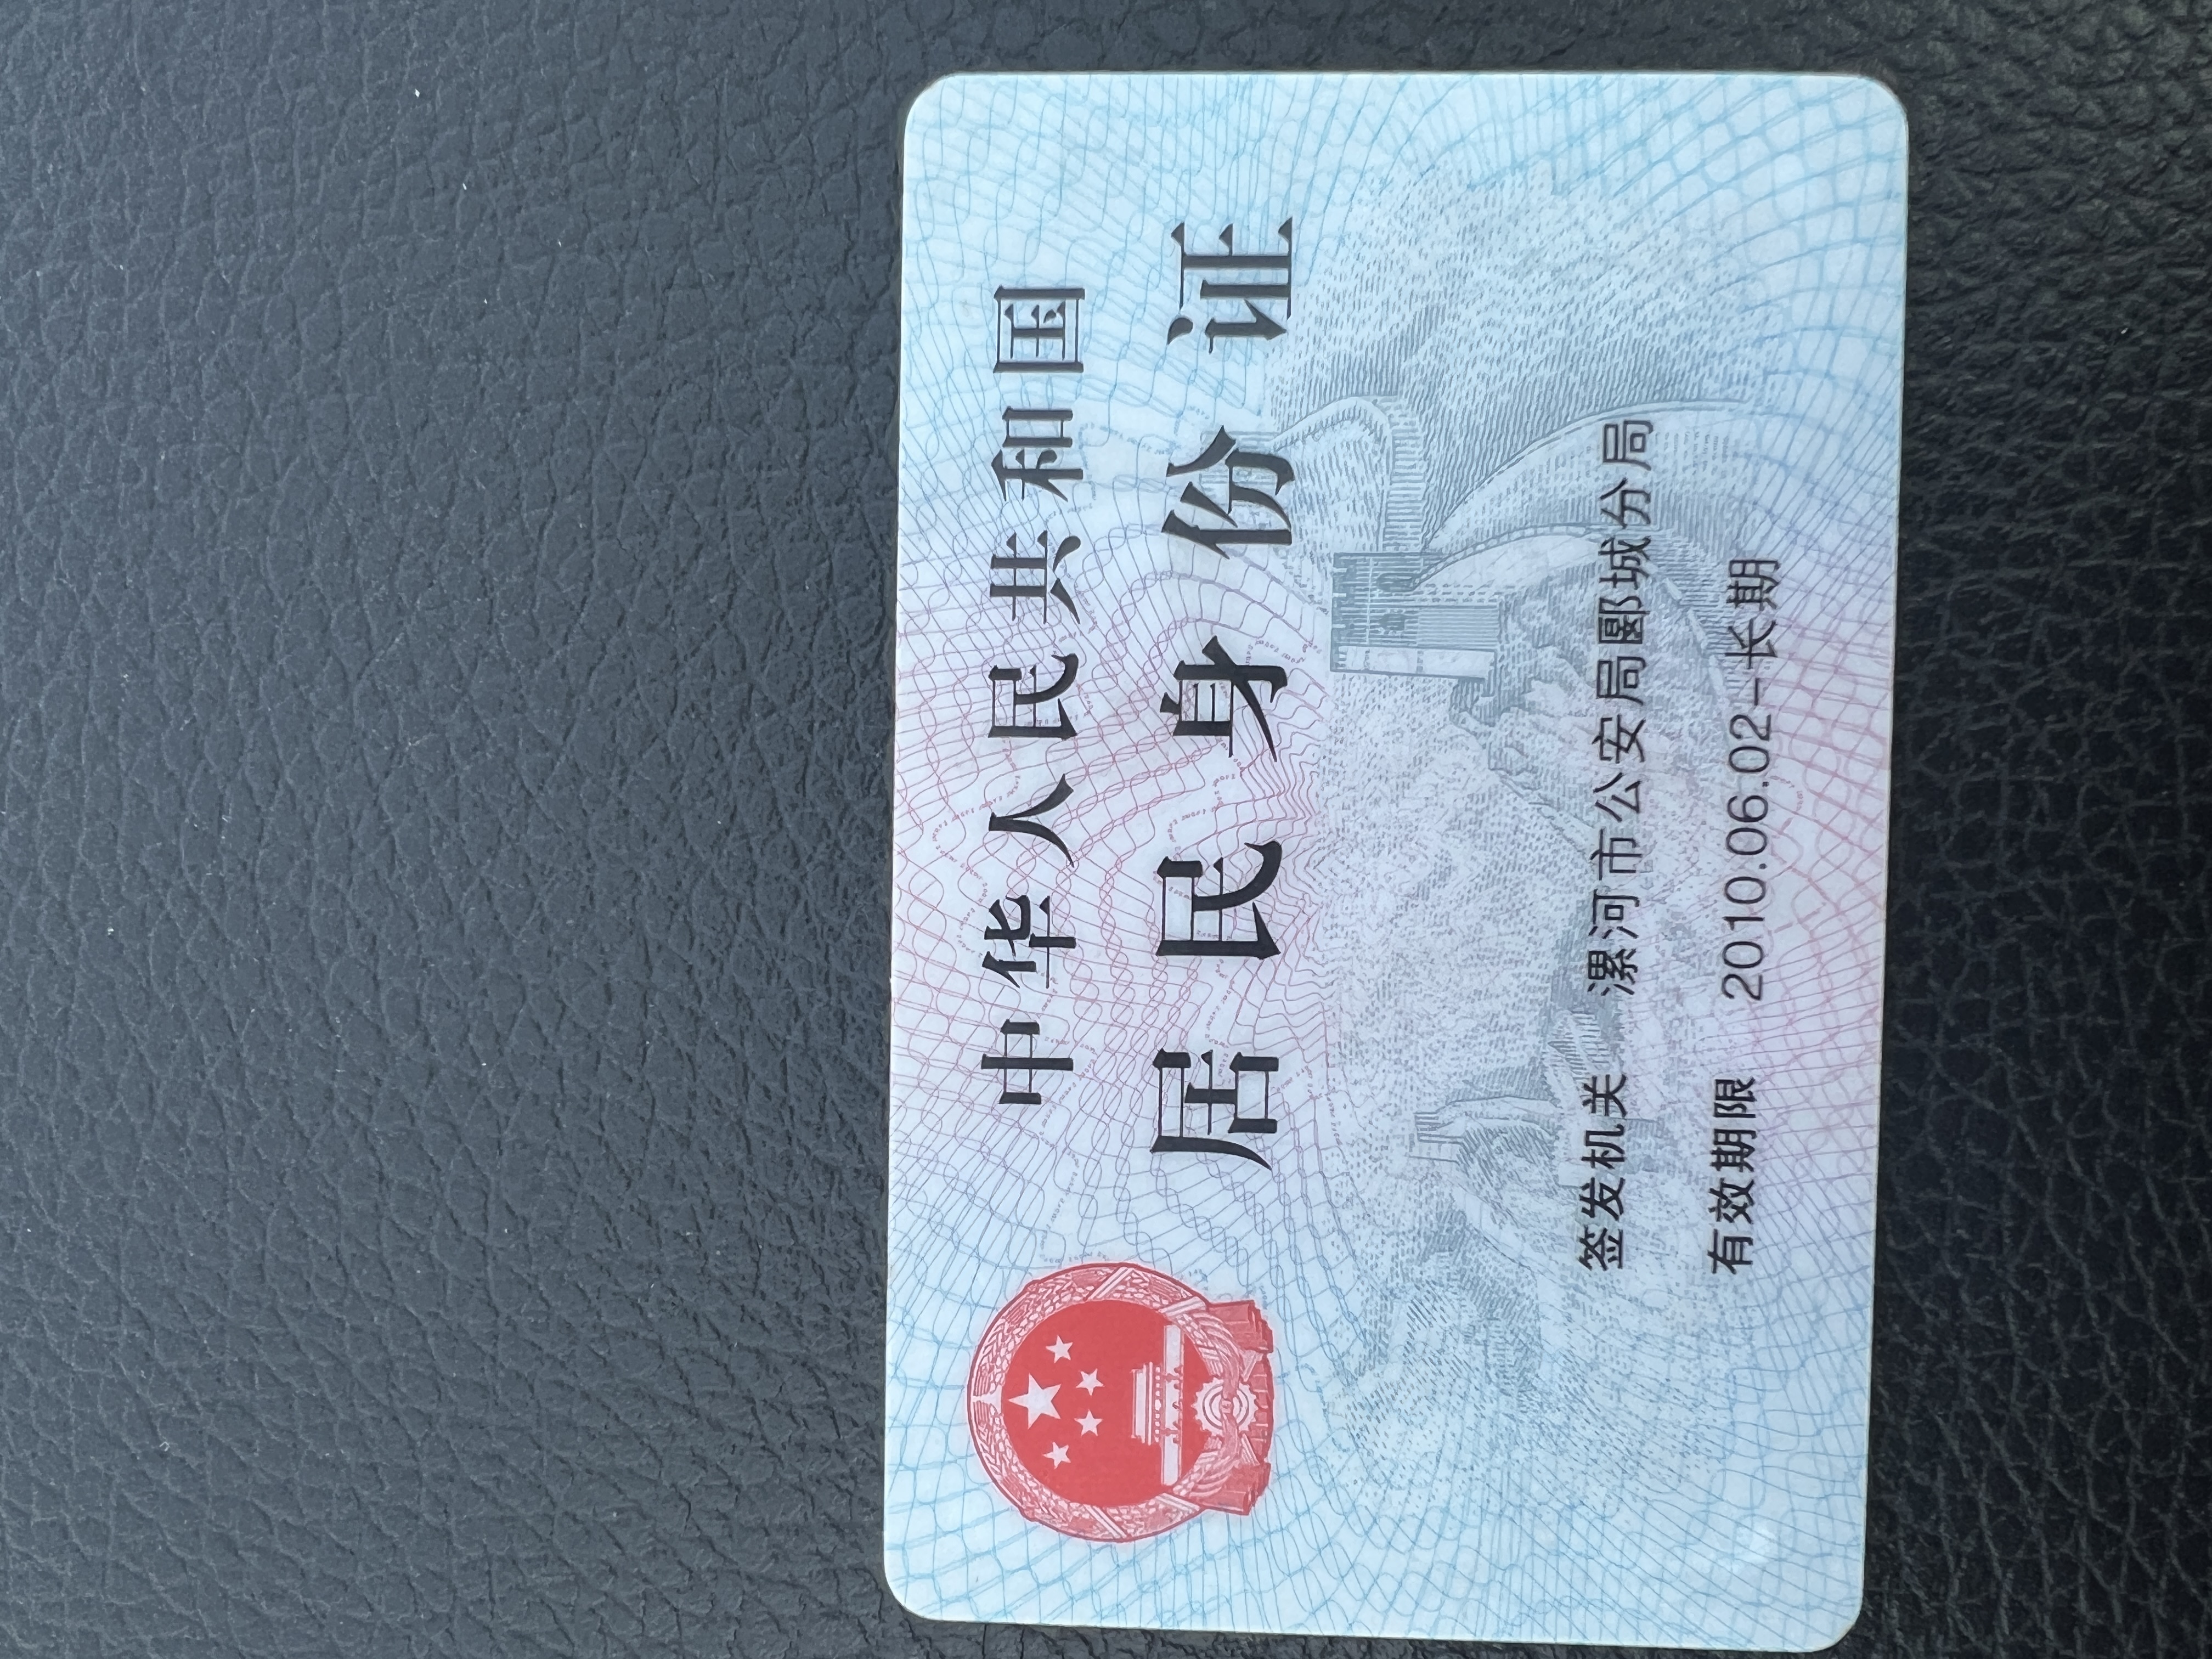 中华人民共和国
居民身份证
签发机关 漯河市公安局郾城分局
有效期限 2010.06.02-长期